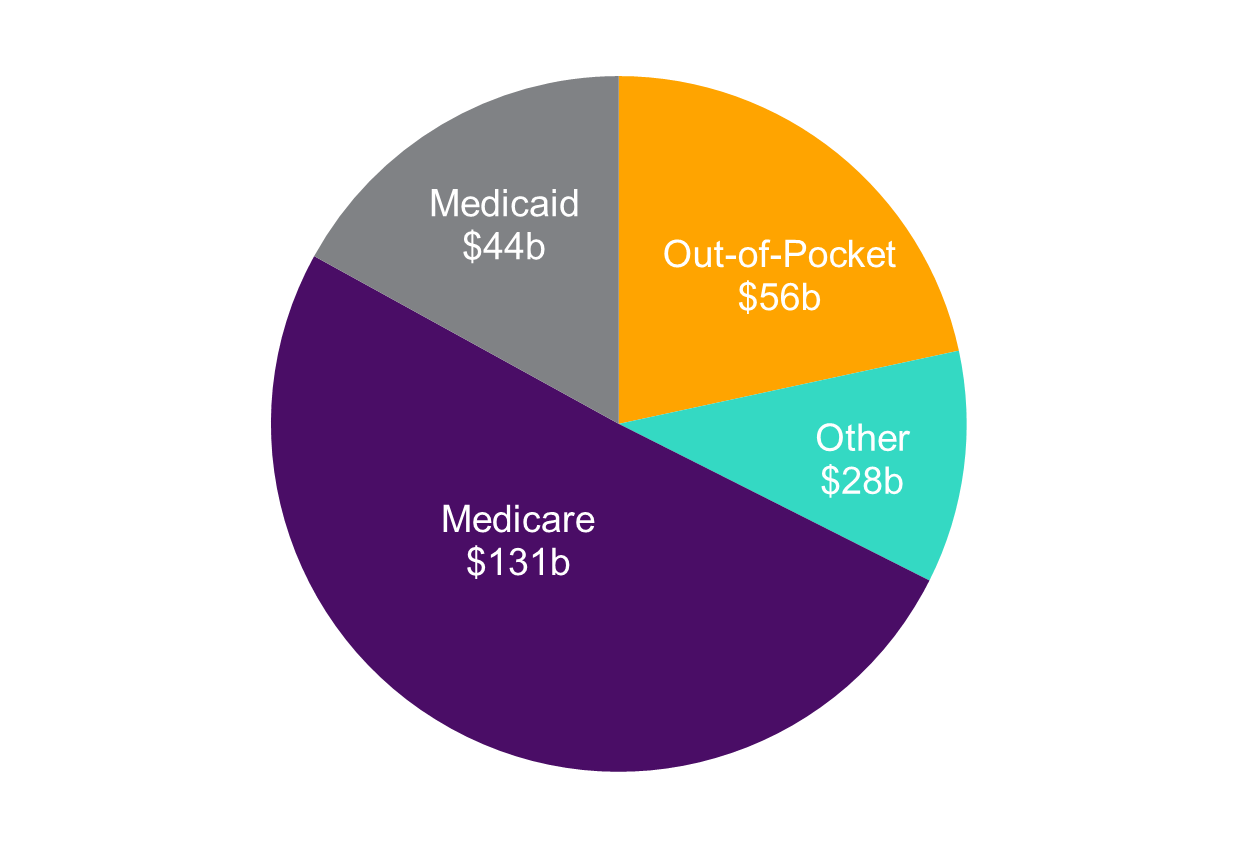 Medicaid
$44b
Out-of-Pocket
$56b
Other
$28b
Medicare
$131b